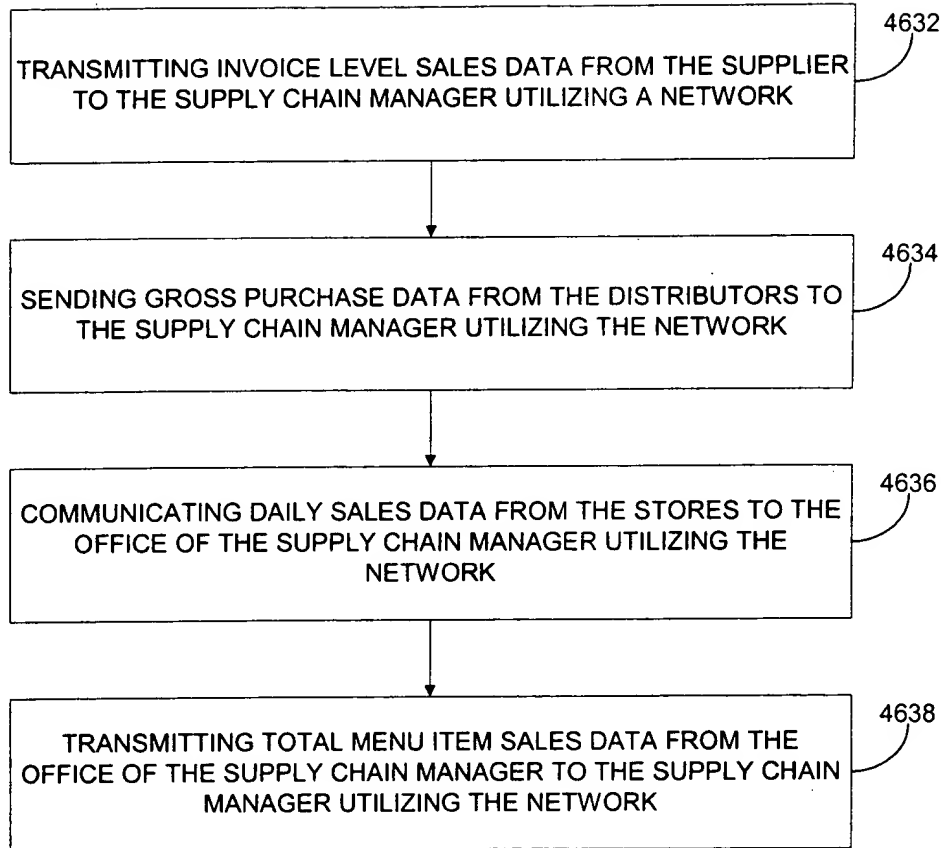 4632
TRANSMITTING INVOICE LEVEL SALES DATA FROM THE SUPPLIER
TO THE SUPPLY CHAIN MANAGER UTILIZING A NETWORK
4634
SENDING GROSS PURCHASE DATA FROM THE DISTRIBUTORS TO
THE SUPPLY CHAIN MANAGER UTILIZING THE NETWORK
4636
COMMUNICATING DAILY SALES DATA FROM THE STORES TO THE
OFFICE OF THE SUPPLY CHAIN MANAGER UTILIZING THE
NETWORK
4638
TRANSMITTING TOTAL MENU ITEM SALES DATA FROM THE
OFFICE OF THE SUPPLY CHAIN MANAGER TO THE SUPPLY CHAIN
MANAGER UTILIZING THE NETWORK